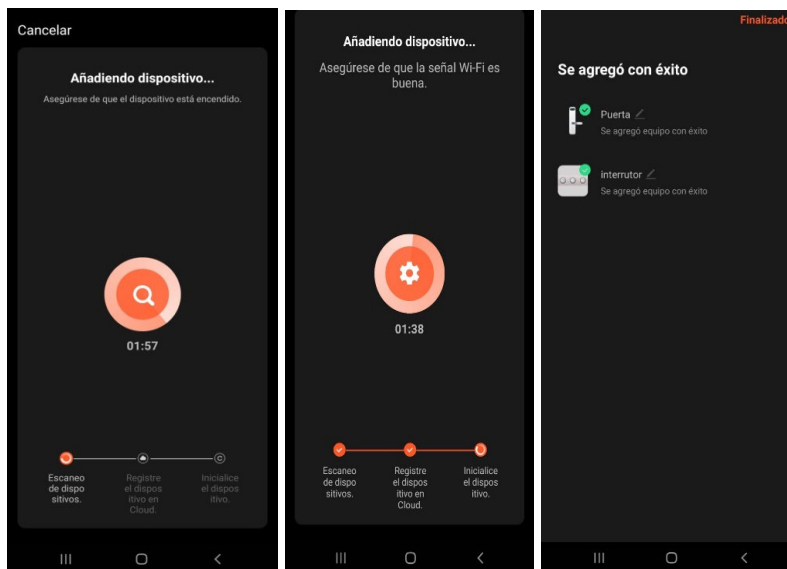 Cancelar
Añadiendo dispositivo...
Asegúrese de que el dispositivo está encendido.
01:57
Escaneo
de dispo
sitivos.
Registre
el dispos
itivo en
Cloud.
Inicialice
el dispos
itivo.
Añadiendo dispositivo...
Asegúrese de que la señal Wi-Fi es
buena.
01:38
Escaneo
de dispo
sitivos.
Registre
el dispos
itivo en
Cloud.
Inicialice
el dispos
itivo.
Finalizado
Se agregó con éxito
Puerta
Se agregó equipo con éxito
interrutor
Se agregó equipo con éxito